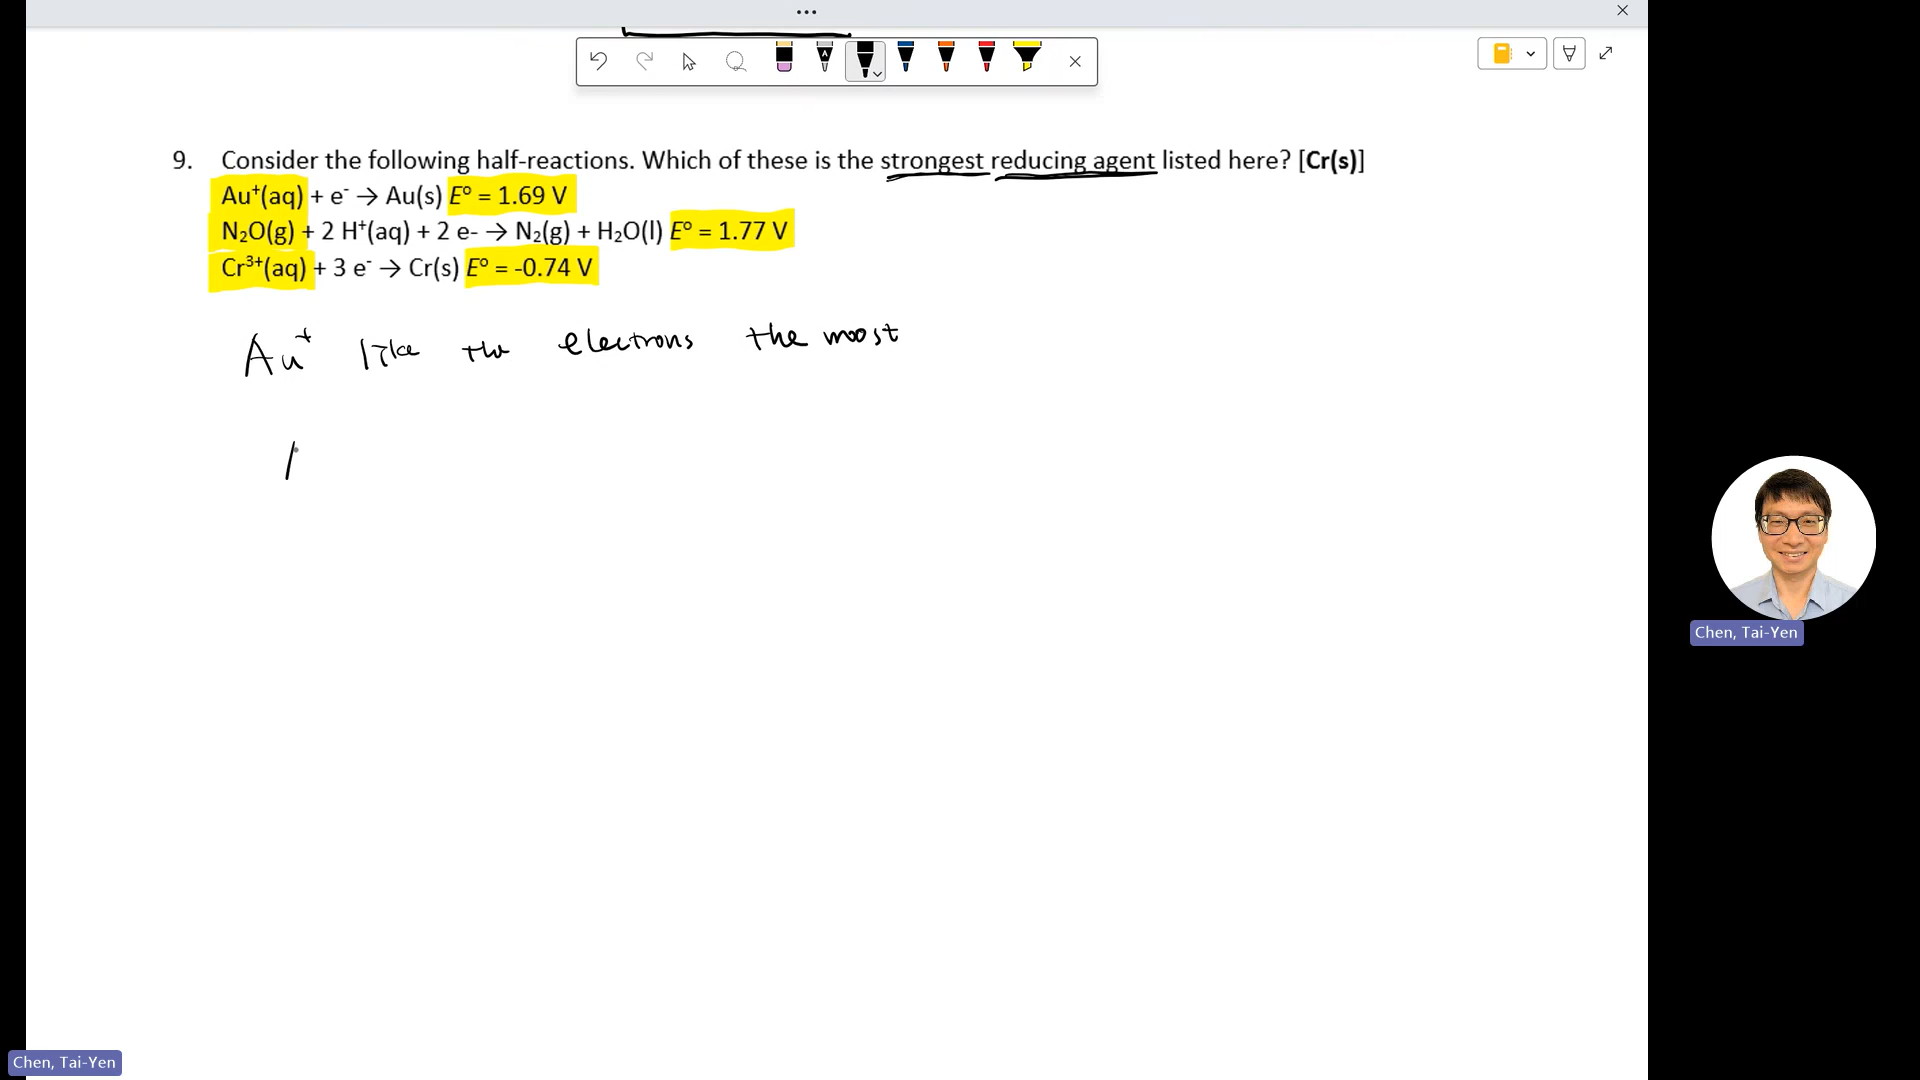 9. Consider the following half-reactions. Which of these is the strongest reducing agent listed here? [Cr(s)]
Au⁺(aq) + e⁻ → Au(s) E° = 1.69 V
N₂O(g) + 2 H⁺(aq) + 2 e- → N₂(g) + H₂O(l) E° = 1.77 V
Cr³⁺(aq) + 3 e⁻ → Cr(s) E° = -0.74 V
Au⁺ like the electrons the most
Chen, Tai-Yen
Chen, Tai-Yen